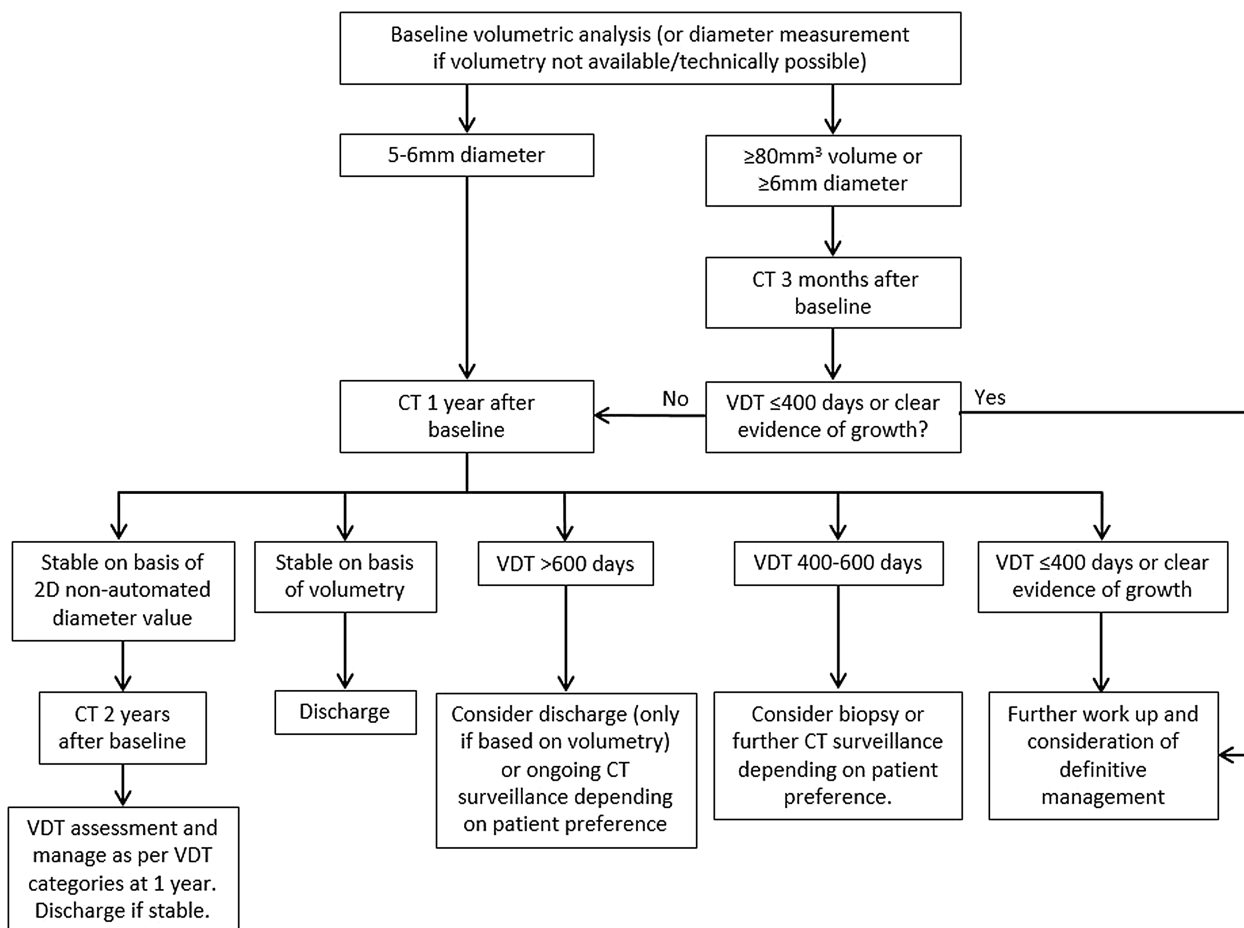 Baseline volumetric analysis (or diameter measurement
if volumetry not available/technically possible)
5-6mm diameter
≥80mm³ volume or
≥6mm diameter
CT 3 months after
baseline
CT 1 year after
baseline
No
VDT ≤400 days or clear
evidence of growth?
Yes
Stable on basis of
2D non-automated
diameter value
Stable on basis
of volumetry
VDT >600 days
VDT 400-600 days
VDT ≤400 days or clear
evidence of growth
CT 2 years
after baseline
Discharge
Consider discharge (only
if based on volumetry)
or ongoing CT
surveillance depending
on patient preference
Consider biopsy or
further CT surveillance
depending on patient
preference.
Further work up and
consideration of
definitive
management
VDT assessment and
manage as per VDT
categories at 1 year.
Discharge if stable.